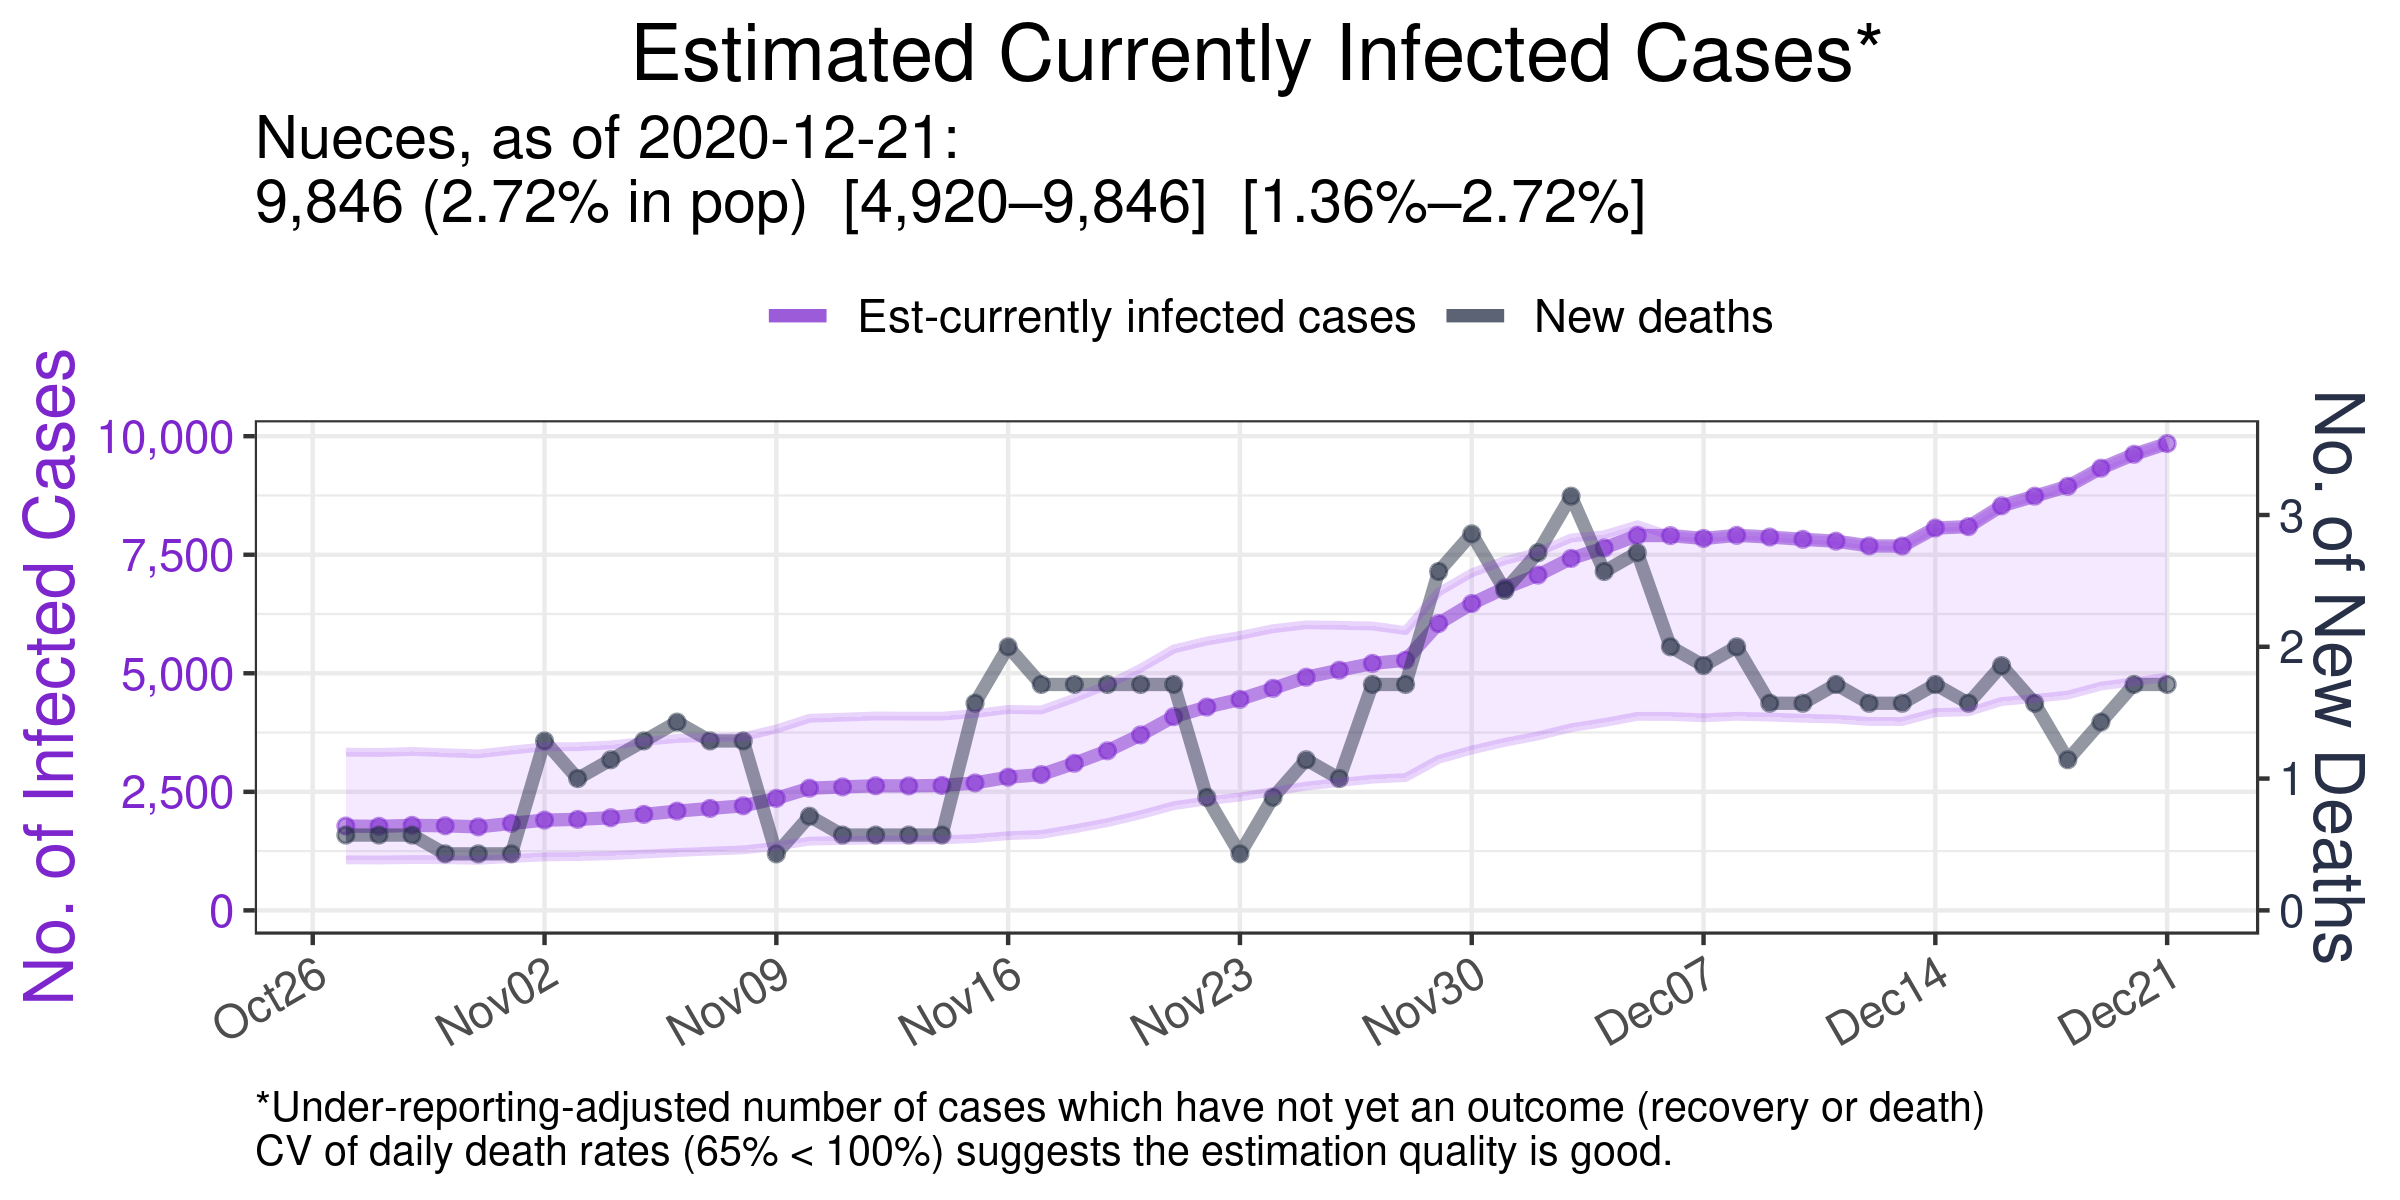 Estimated Currently Infected Cases*
Nueces, as of 2020-12-21:
9,846 (2.72% in pop)  [4,920–9,846]  [1.36%–2.72%]
Est-currently infected cases
New deaths
No. of Infected Cases
10,000
7,500
5,000
2,500
0
3
2
1
0
No. of New Deaths
Oct26
Nov02
Nov09
Nov16
Nov23
Nov30
Dec07
Dec14
Dec21
*Under-reporting-adjusted number of cases which have not yet an outcome (recovery or death)
CV of daily death rates (65% < 100%) suggests the estimation quality is good.